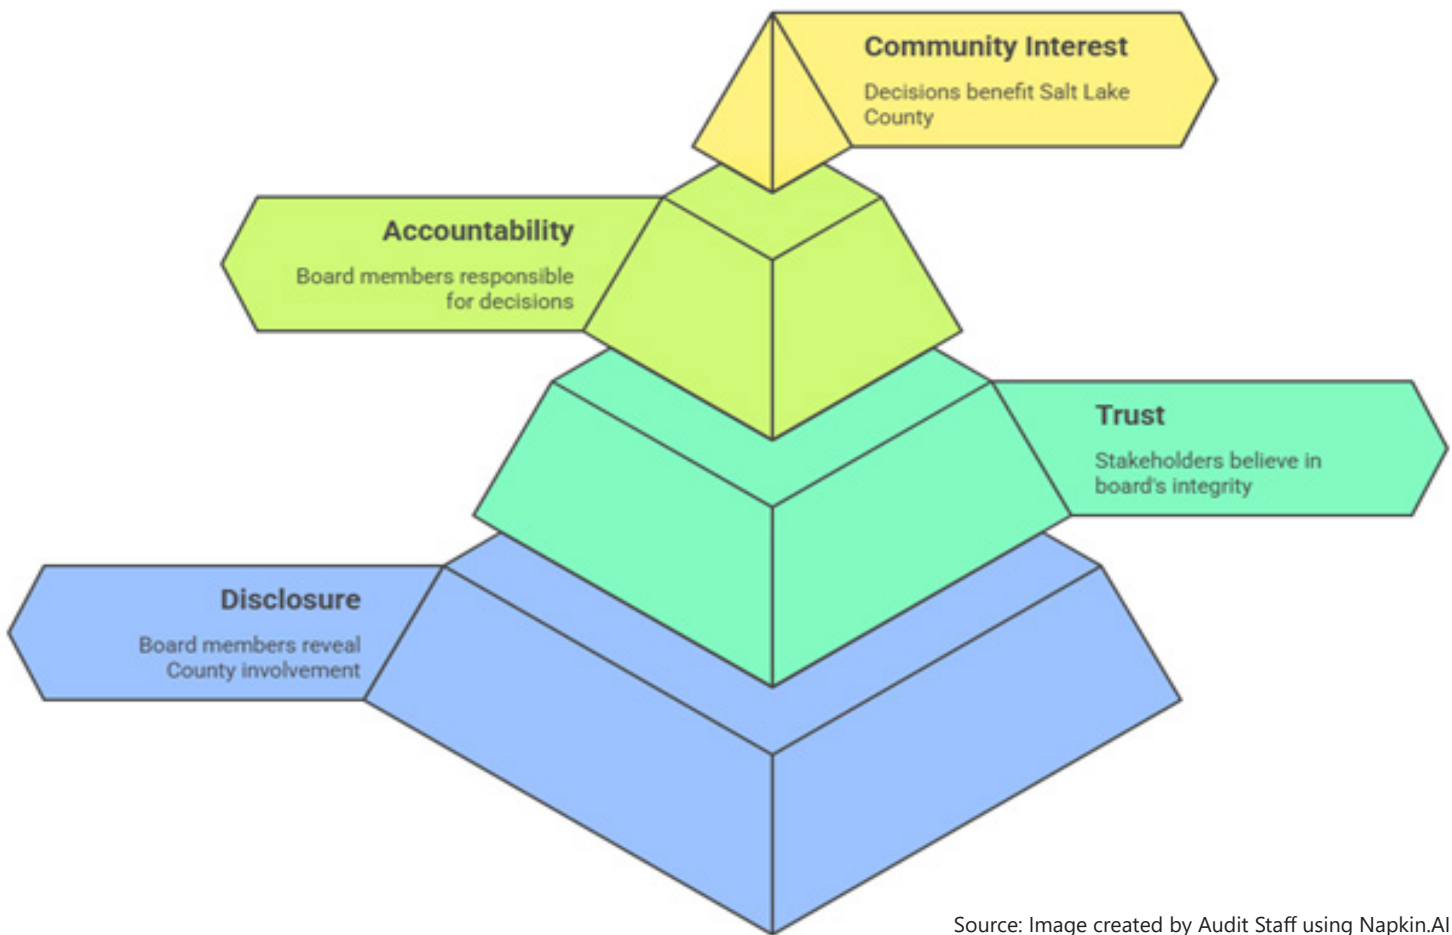 Community Interest
Decisions benefit Salt Lake
County
Accountability
Board members responsible
for decisions
Trust
Stakeholders believe in
board's integrity
Disclosure
Board members reveal
County involvement
Source: Image created by Audit Staff using Napkin.AI